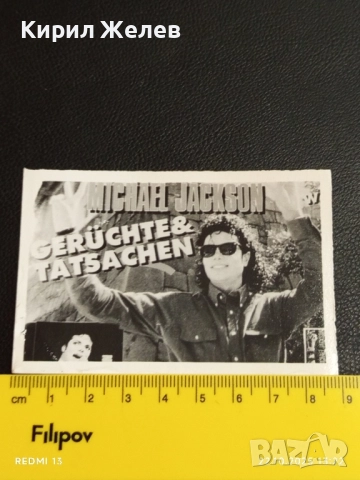 Кирил Желев
MICHAEL JACKSON
GERÜCHTE&
TATSACHEN
cm 1 2 3 4 5 6 7 8 9
Filipov
REDMI 13
BAZAR